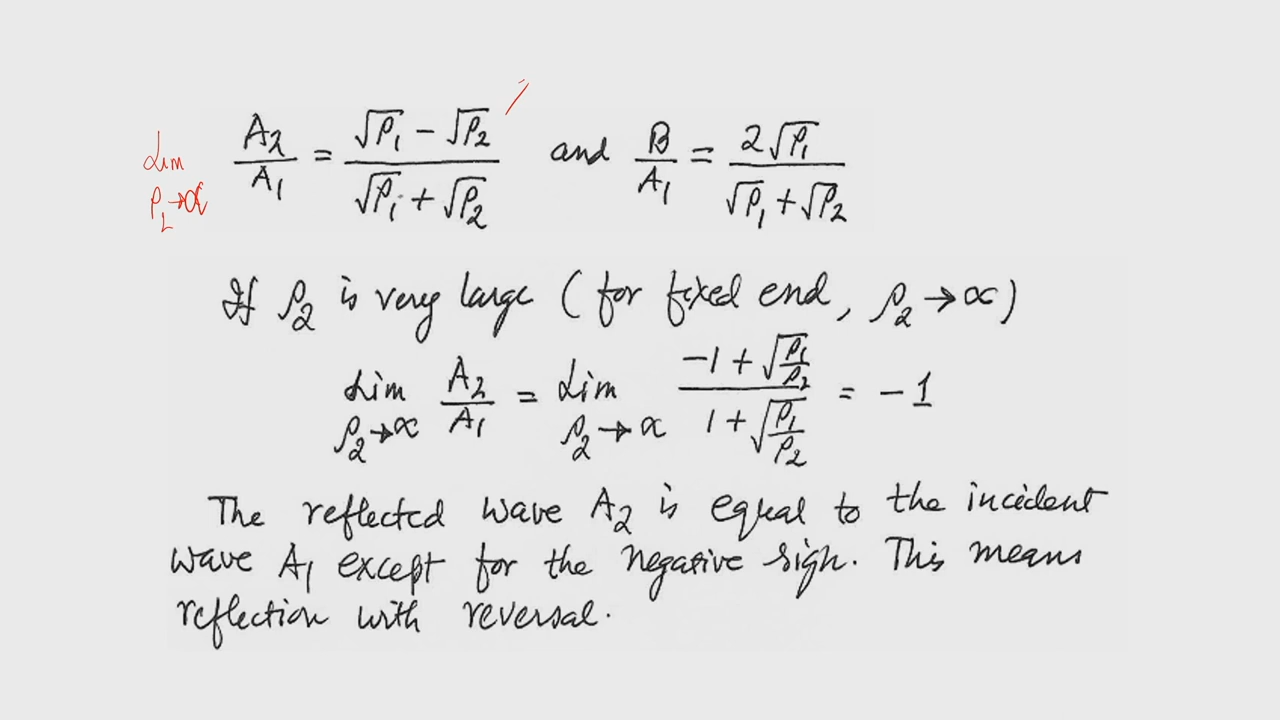 Lim ρ₂→∝ A₂/A₁ = (√ρ₁ − √ρ₂)/(√ρ₁ + √ρ₂) and B/A₁ = 2√ρ₁/(√ρ₁ + √ρ₂)
If ρ₂ is very large (for fixed end, ρ₂ → ∝)
Lim ρ₂→∝ A₂/A₁ = Lim ρ₂→∝ (−1 + √(ρ₁/ρ₂))/(1 + √(ρ₁/ρ₂)) = −1
The reflected wave A₂ is equal to the incident
wave A₁ except for the negative sign. This means
reflection with reversal.